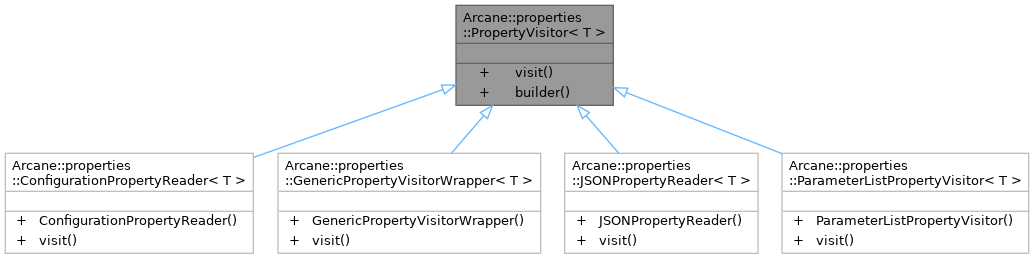 Arcane::properties
::PropertyVisitor< T >
+ visit()
+ builder()
Arcane::properties
::ConfigurationPropertyReader< T >
+ ConfigurationPropertyReader()
+ visit()
Arcane::properties
::GenericPropertyVisitorWrapper< T >
+ GenericPropertyVisitorWrapper()
+ visit()
Arcane::properties
::JSONPropertyReader< T >
+ JSONPropertyReader()
+ visit()
Arcane::properties
::ParameterListPropertyVisitor< T >
+ ParameterListPropertyVisitor()
+ visit()